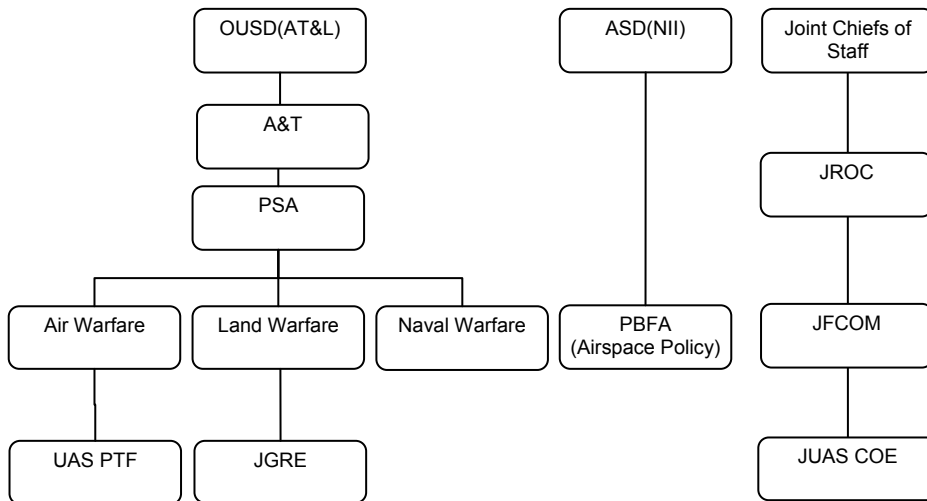 OUSD(AT&L)
ASD(NII)
Joint Chiefs of
Staff
A&T
JROC
PSA
Air Warfare
Land Warfare
Naval Warfare
PBFA
(Airspace Policy)
JFCOM
UAS PTF
JGRE
JUAS COE